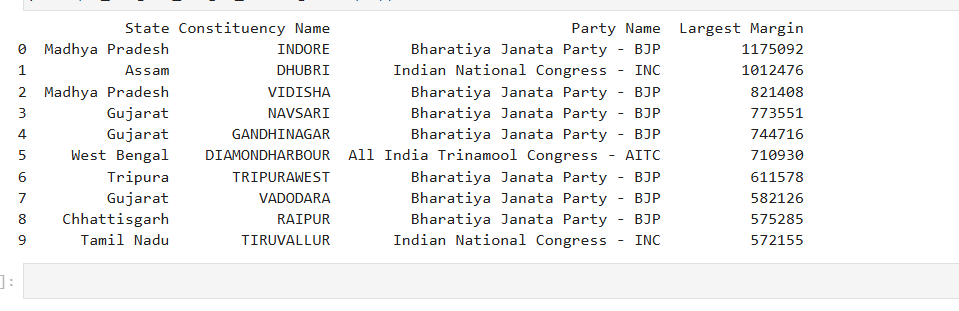 State Constituency Name Party Name Largest Margin
0 Madhya Pradesh INDORE Bharatiya Janata Party - BJP 1175092
1 Assam DHUBRI Indian National Congress - INC 1012476
2 Madhya Pradesh VIDISHA Bharatiya Janata Party - BJP 821408
3 Gujarat NAVSARI Bharatiya Janata Party - BJP 773551
4 Gujarat GANDHINAGAR Bharatiya Janata Party - BJP 744716
5 West Bengal DIAMONDHARBOUR All India Trinamool Congress - AITC 710930
6 Tripura TRIPURAWEST Bharatiya Janata Party - BJP 611578
7 Gujarat VADODARA Bharatiya Janata Party - BJP 582126
8 Chhattisgarh RAIPUR Bharatiya Janata Party - BJP 575285
9 Tamil Nadu TIRUVALLUR Indian National Congress - INC 572155
]: